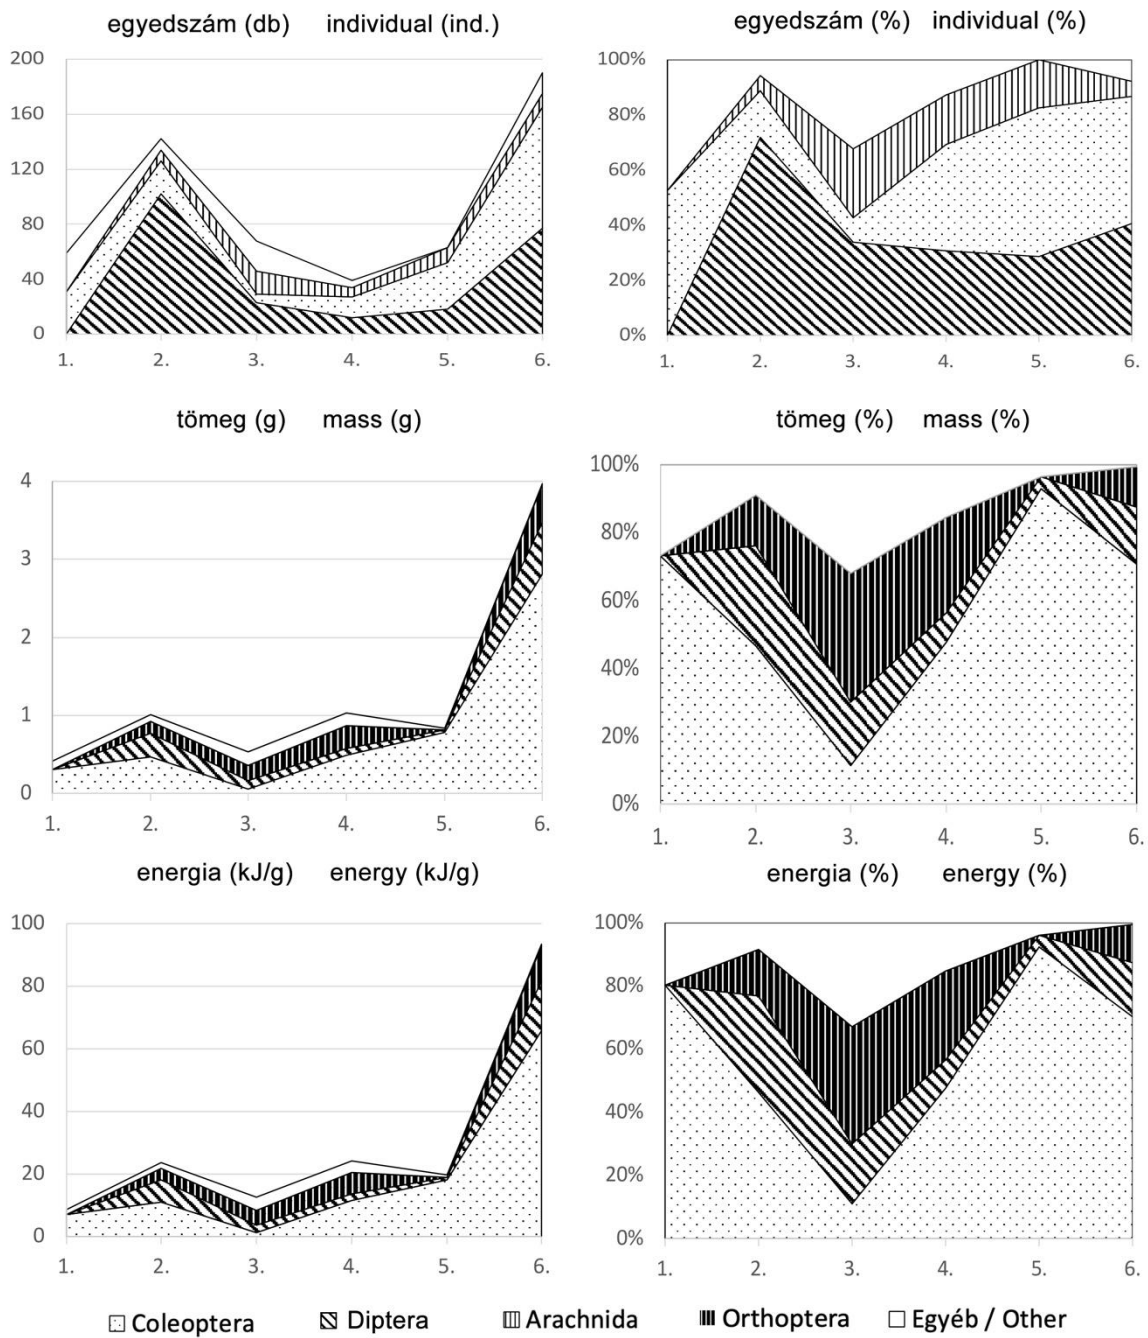 egyedszám (db) individual (ind.)
200
160
120
80
40
0
1. 2. 3. 4. 5. 6.
egyedszám (%) individual (%)
100%
80%
60%
40%
20%
0%
1. 2. 3. 4. 5. 6.
tömeg (g) mass (g)
4
3
2
1
0
1. 2. 3. 4. 5. 6.
tömeg (%) mass (%)
100%
80%
60%
40%
20%
0%
1. 2. 3. 4. 5. 6.
energia (kJ/g) energy (kJ/g)
100
80
60
40
20
0
1. 2. 3. 4. 5. 6.
energia (%) energy (%)
100%
80%
60%
40%
20%
0%
1. 2. 3. 4. 5. 6.
Coleoptera Diptera Arachnida Orthoptera Egyéb / Other